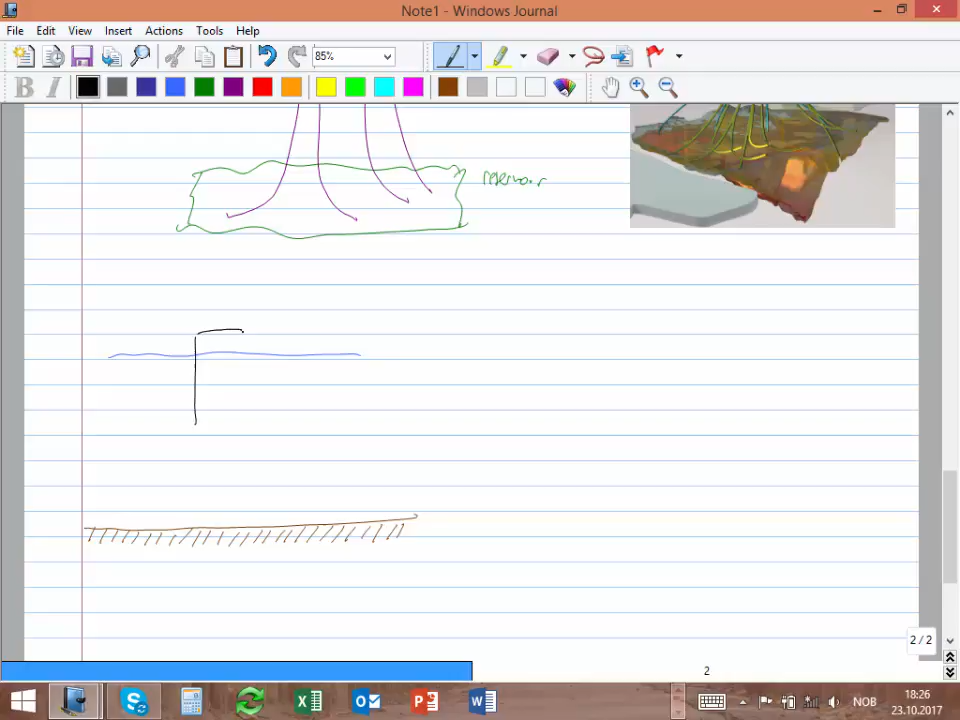 Note1 - Windows Journal
File Edit View Insert Actions Tools Help
85%
B I
reservoir
2 / 2
2
NOB
18:26
23.10.2017